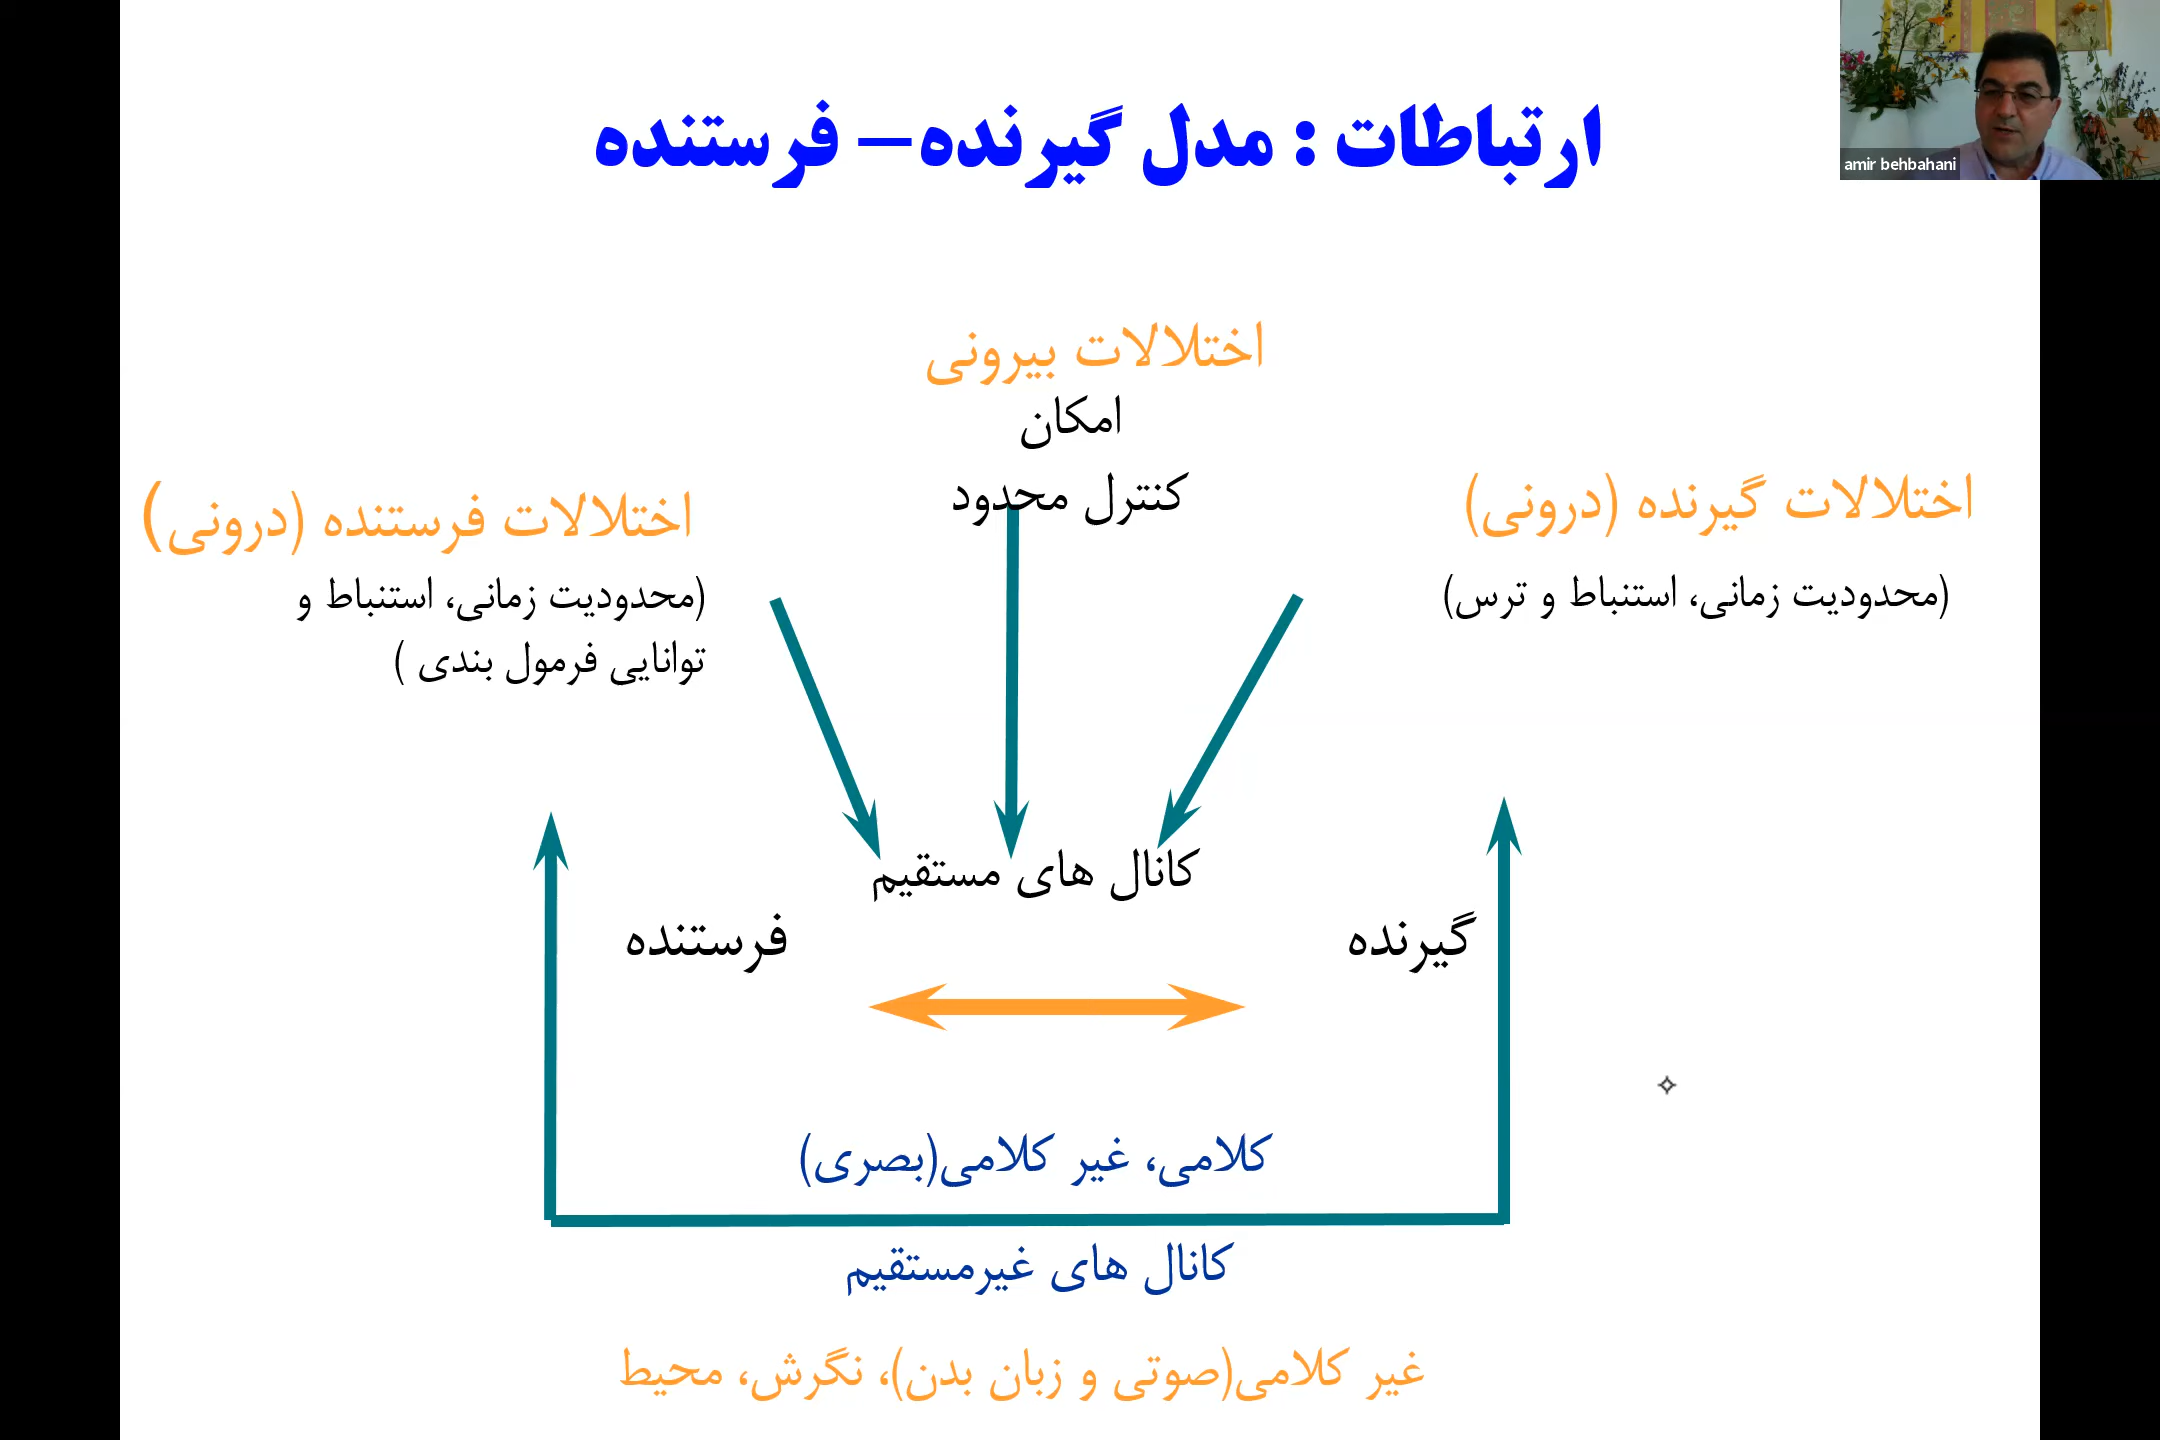 ارتباطات : مدل گیرنده– فرستنده
amir behbahani
اختلالات بیرونی
امکان
کنترل محدود
اختلالات گیرنده (درونی)
(محدودیت زمانی، استنباط و ترس)
اختلالات فرستنده (درونی)
(محدودیت زمانی، استنباط و
توانایی فرمول بندی )
کانال های مستقیم
گیرنده
فرستنده
کلامی، غیر کلامی(بصری)
کانال های غیرمستقیم
غیر کلامی(صوتی و زبان بدن)، نگرش، محیط